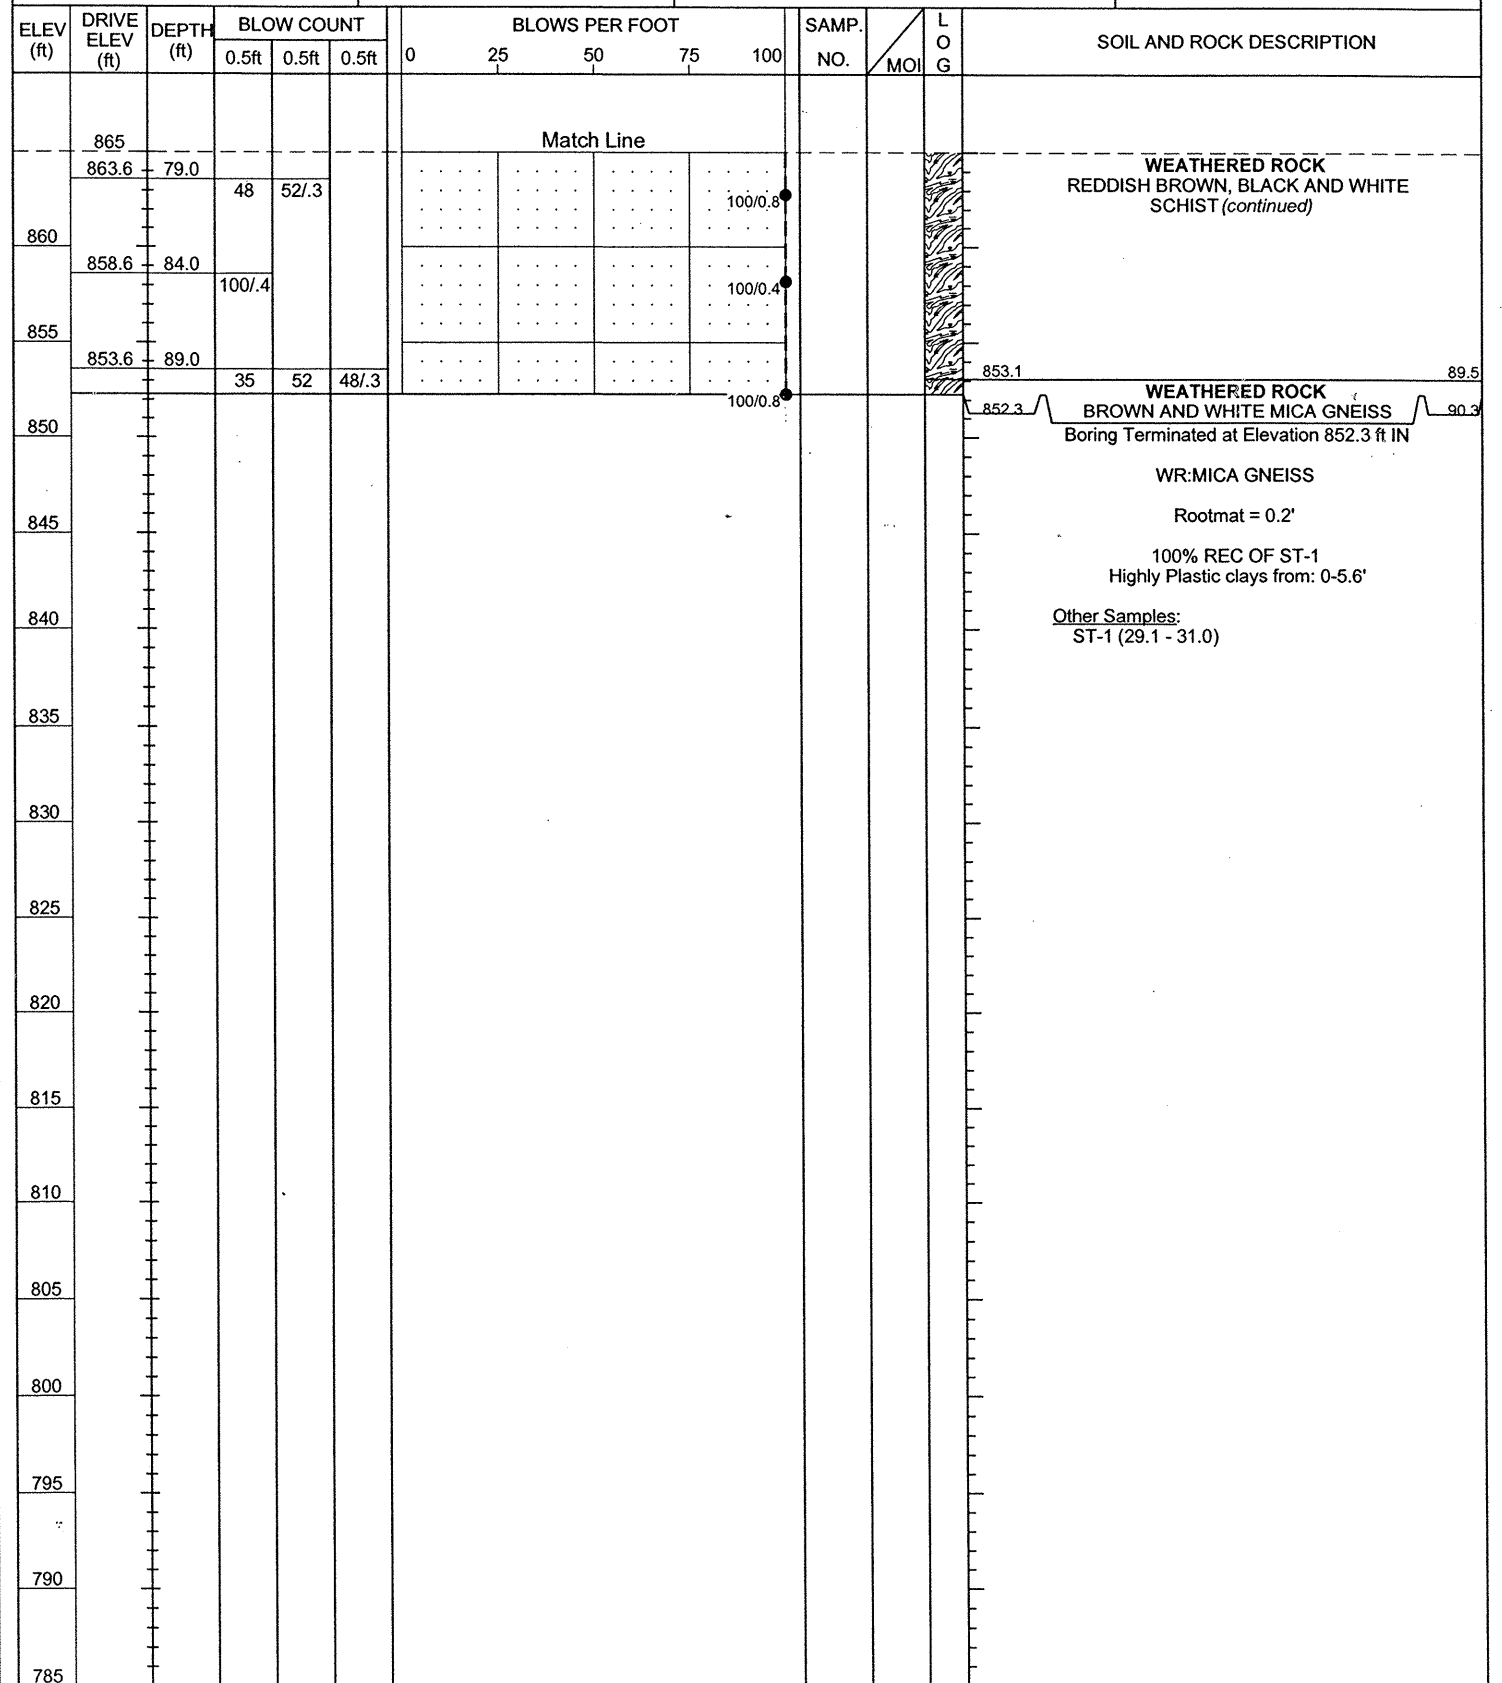 ELEV (ft) DRIVE ELEV (ft) DEPTH (ft) BLOW COUNT BLOWS PER FOOT SAMP. NO. MOI LOG SOIL AND ROCK DESCRIPTION
0.5ft 0.5ft 0.5ft 0 25 50 75 100
865 Match Line
863.6 79.0 WEATHERED ROCK
48 52/.3 100/0.8 REDDISH BROWN, BLACK AND WHITE
SCHIST (continued)
860
858.6 84.0
100/.4 100/0.4
855
853.6 89.0
35 52 48/.3 853.1 89.5
100/0.8 WEATHERED ROCK
852.3 BROWN AND WHITE MICA GNEISS 90.3
850 Boring Terminated at Elevation 852.3 ft IN
WR:MICA GNEISS
845 Rootmat = 0.2'
100% REC OF ST-1
Highly Plastic clays from: 0-5.6'
840 Other Samples:
ST-1 (29.1 - 31.0)
835
830
825
820
815
810
805
800
795
790
785